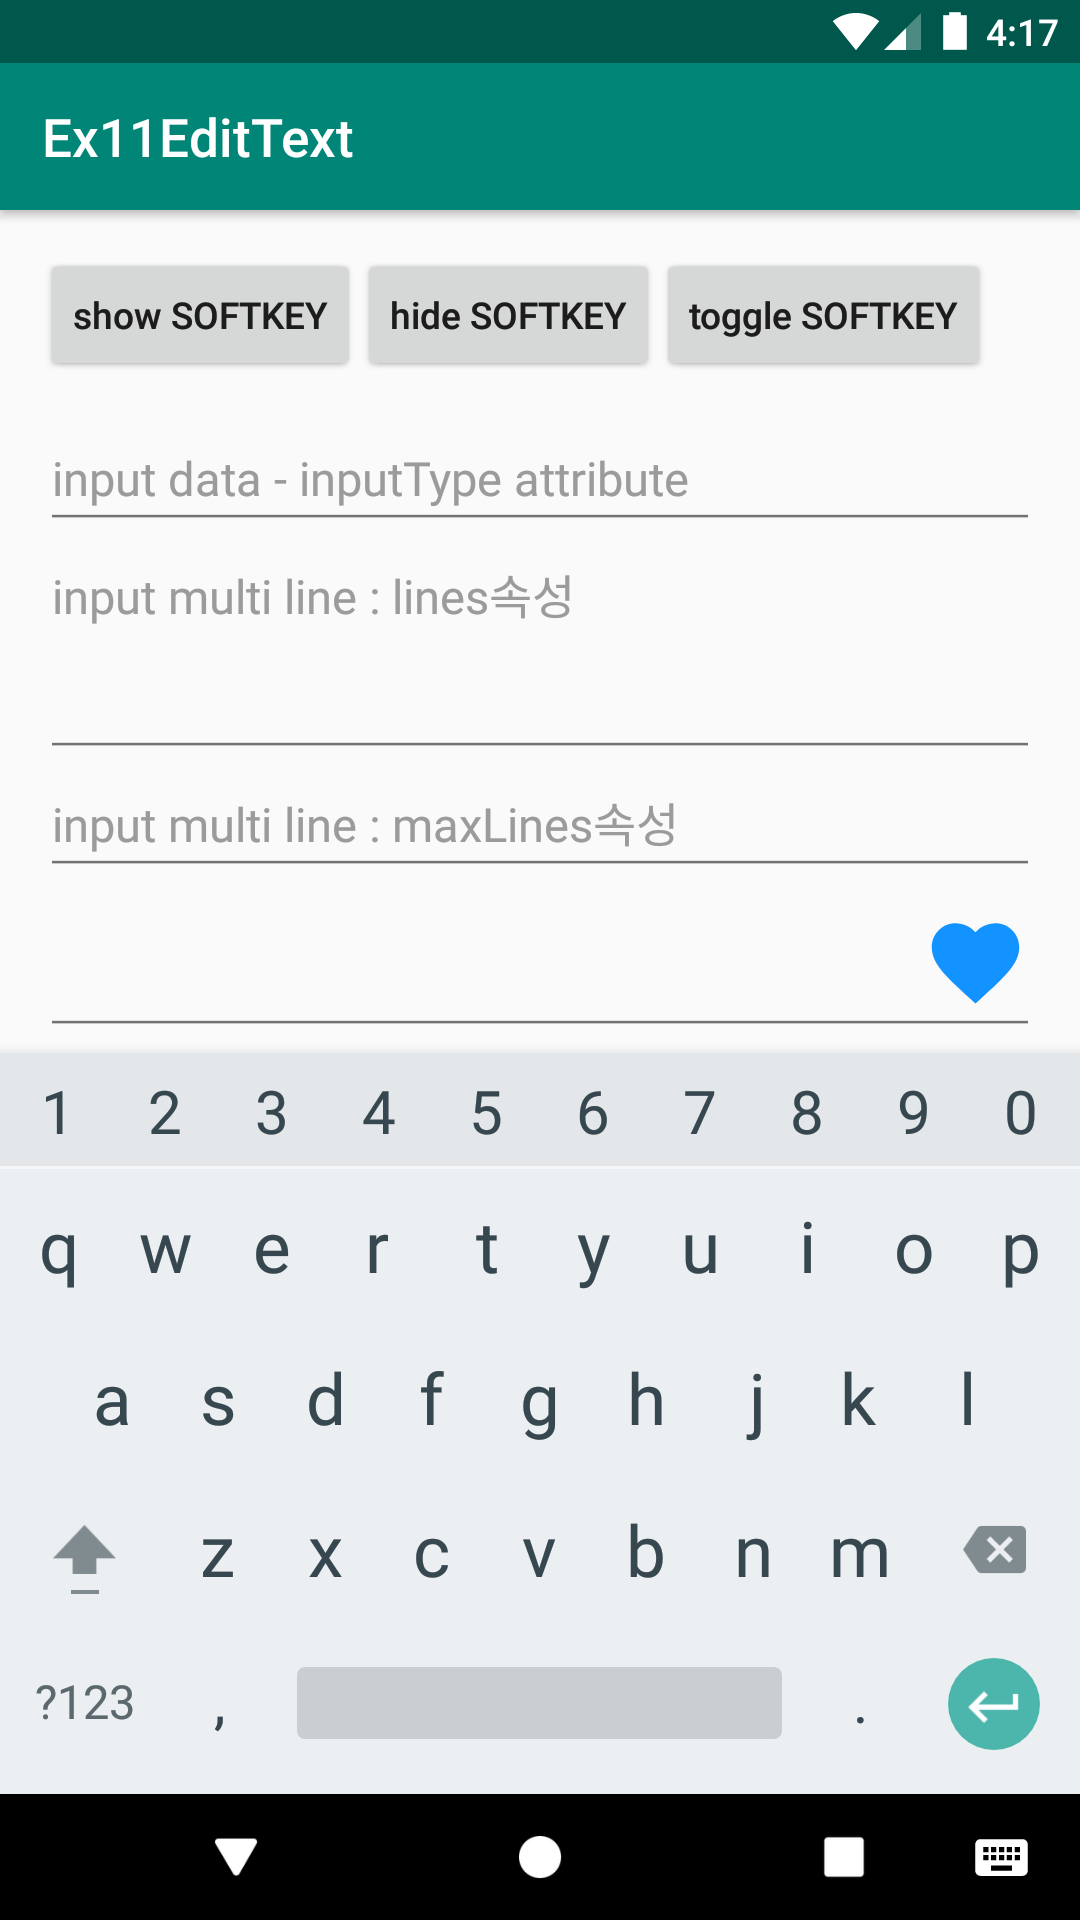 4:17
Ex11EditText
show SOFTKEY hide SOFTKEY toggle SOFTKEY
input data - inputType attribute
input multi line : lines속성
input multi line : maxLines속성
1 2 3 4 5 6 7 8 9 0
q w e r t y u i o p
a s d f g h j k l
z x c v b n m
?123 , .